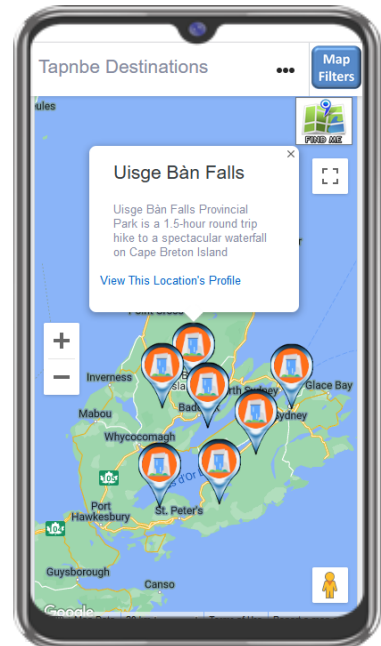 Tapnbe Destinations
•••
Map
Filters
ules
FIND ME
×
Uisge Bàn Falls
Uisge Bàn Falls Provincial
Park is a 1.5-hour round trip
hike to a spectacular waterfall
on Cape Breton Island
View This Location's Profile
+
−
Inverness
Glace Bay
Mabou
Sydney
Whycocomagh
105
Port
Hawkesbury
St. Peter's
104
Guysborough
Canso
Google